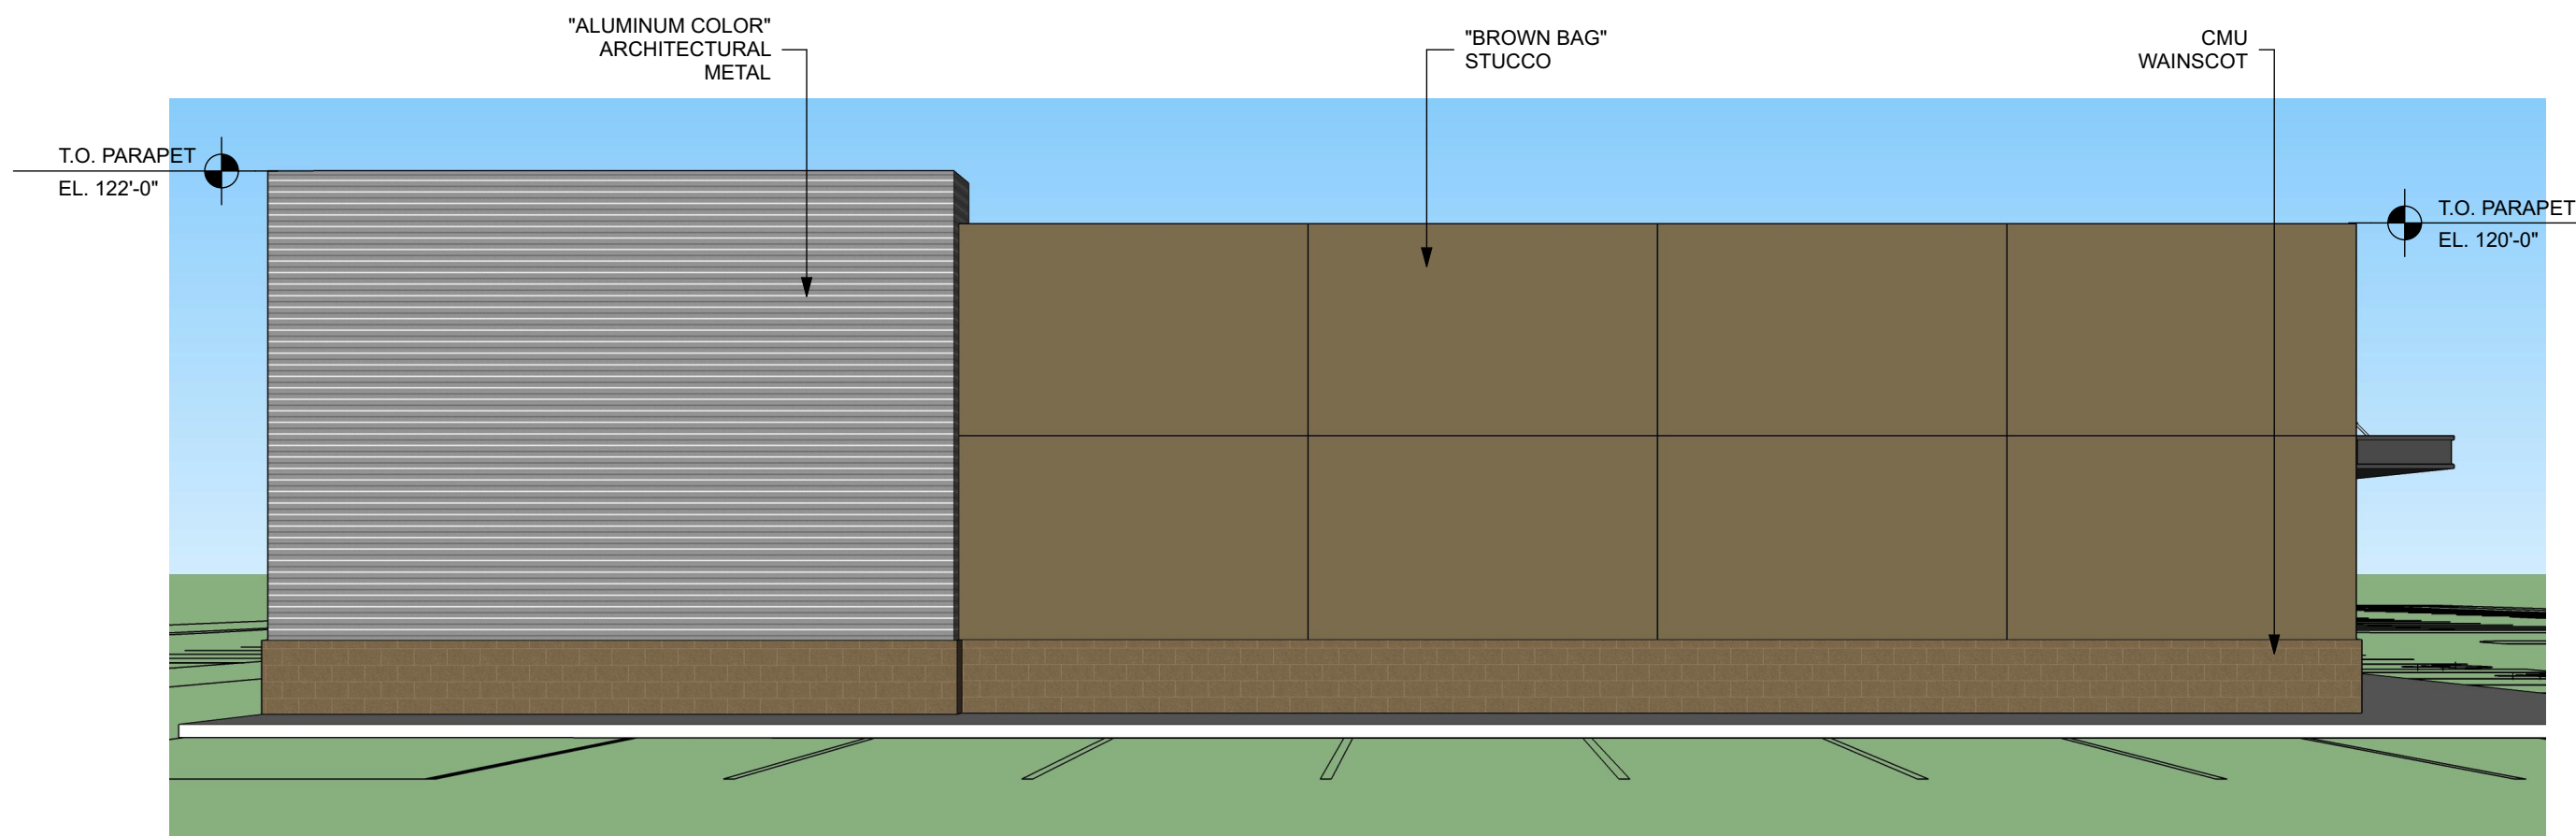 "ALUMINUM COLOR"
ARCHITECTURAL
METAL
"BROWN BAG"
STUCCO
CMU
WAINSCOT
T.O. PARAPET
EL. 122'-0"
T.O. PARAPET
EL. 120'-0"